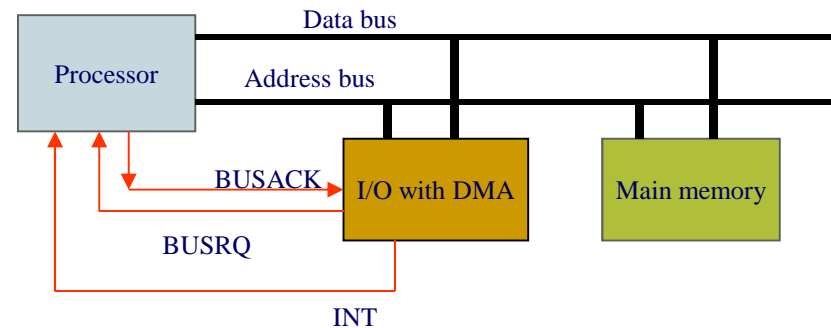 Data bus
Processor
Address bus
BUSACK
I/O with DMA
Main memory
BUSRQ
INT